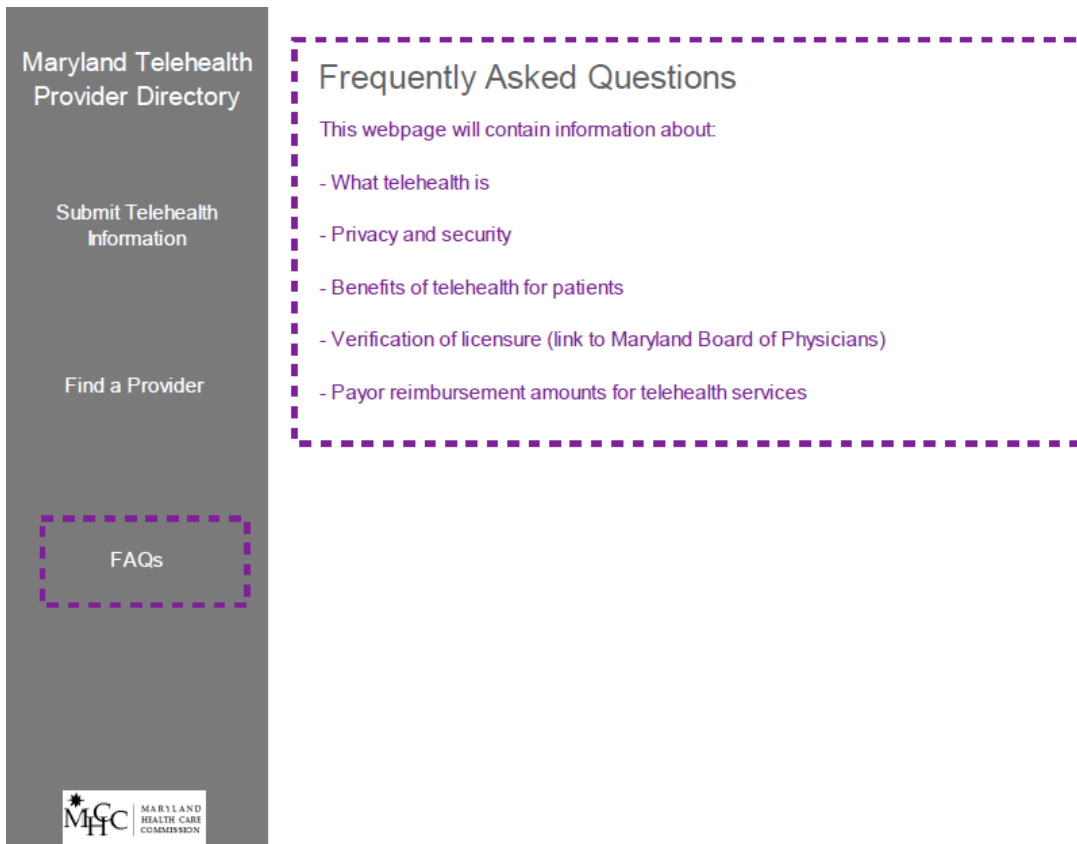 Maryland Telehealth
Provider Directory
Submit Telehealth
Information
Find a Provider
FAQs
MHCC
MARYLAND
HEALTH CARE
COMMISSION
Frequently Asked Questions
This webpage will contain information about:
- What telehealth is
- Privacy and security
- Benefits of telehealth for patients
- Verification of licensure (link to Maryland Board of Physicians)
- Payor reimbursement amounts for telehealth services